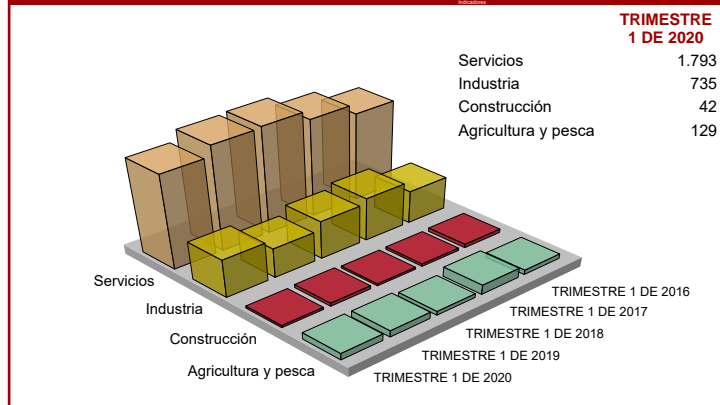 Indicadores
TRIMESTRE
1 DE 2020
Servicios 1.793
Industria 735
Construcción 42
Agricultura y pesca 129
Servicios
Industria
Construcción
Agricultura y pesca
TRIMESTRE 1 DE 2016
TRIMESTRE 1 DE 2017
TRIMESTRE 1 DE 2018
TRIMESTRE 1 DE 2019
TRIMESTRE 1 DE 2020